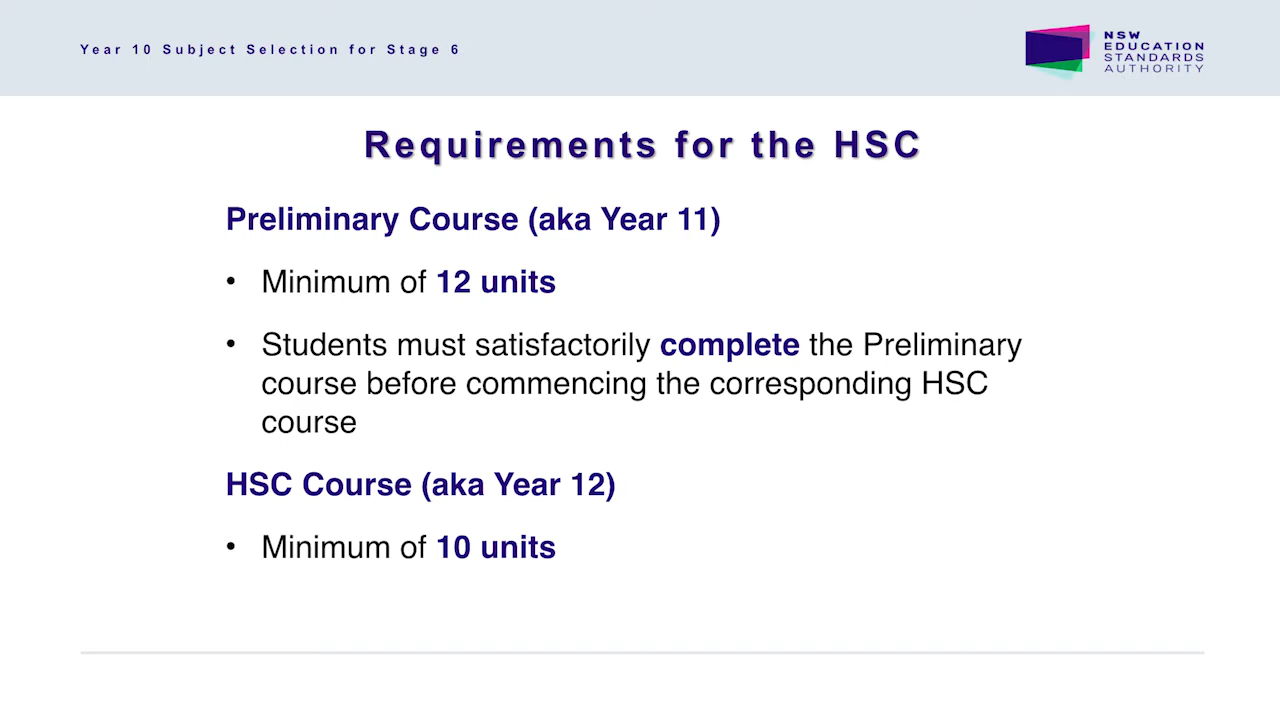 Year 10 Subject Selection for Stage 6
NSW
EDUCATION
STANDARDS
AUTHORITY
Requirements for the HSC
Preliminary Course (aka Year 11)
• Minimum of 12 units
• Students must satisfactorily complete the Preliminary
course before commencing the corresponding HSC
course
HSC Course (aka Year 12)
• Minimum of 10 units